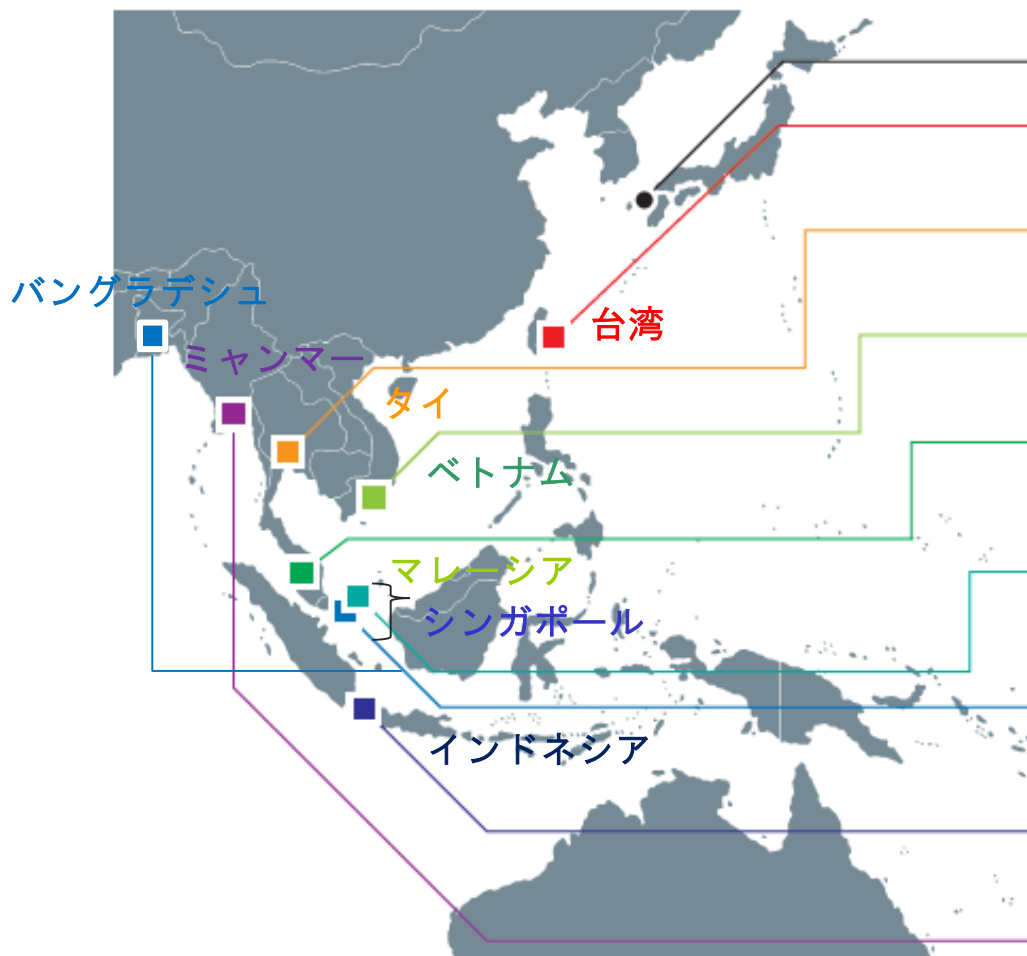 バングラデシュ
台湾
ミャンマー
タイ
ベトナム
マレーシア
シンガポール
インドネシア